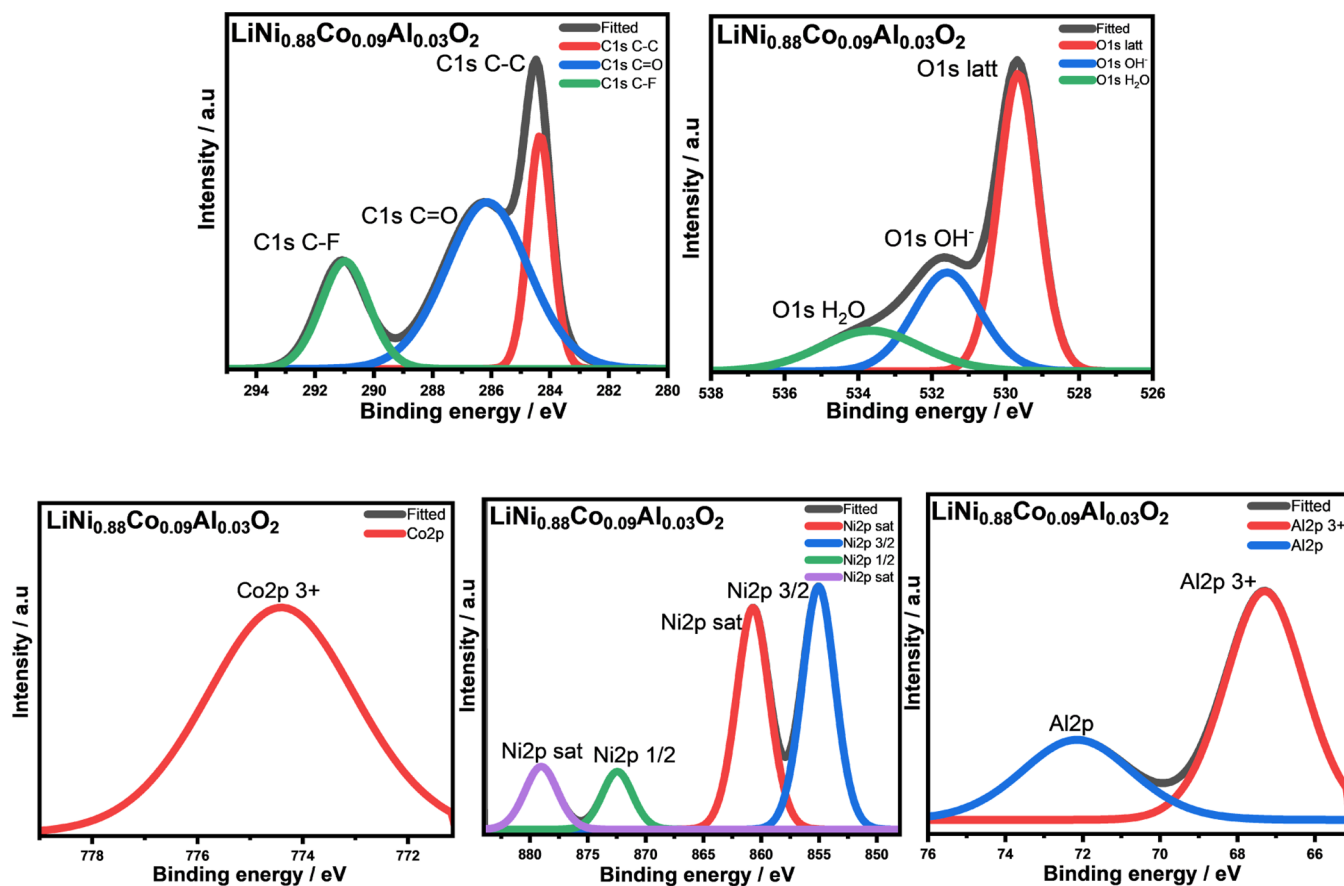 LiNi₀.₈₈Co₀.₀₉Al₀.₀₃O₂
Fitted
C1s C-C
C1s C=O
C1s C-F
C1s C-C
C1s C=O
C1s C-F
Intensity / a.u
294 292 290 288 286 284 282 280
Binding energy / eV
LiNi₀.₈₈Co₀.₀₉Al₀.₀₃O₂
Fitted
O1s latt
O1s OH⁻
O1s H₂O
O1s latt
O1s OH⁻
O1s H₂O
Intensity / a.u
538 536 534 532 530 528 526
Binding energy / eV
LiNi₀.₈₈Co₀.₀₉Al₀.₀₃O₂
Fitted
Co2p
Co2p 3+
Intensity / a.u
778 776 774 772
Binding energy / eV
LiNi₀.₈₈Co₀.₀₉Al₀.₀₃O₂
Fitted
Ni2p sat
Ni2p 3/2
Ni2p 1/2
Ni2p sat
Ni2p 3/2
Ni2p sat
Ni2p sat
Ni2p 1/2
Intensity / a.u
880 875 870 865 860 855 850
Binding energy / eV
LiNi₀.₈₈Co₀.₀₉Al₀.₀₃O₂
Fitted
Al2p 3+
Al2p
Al2p 3+
Al2p
Intensity / a.u
76 74 72 70 68 66
Binding energy / eV